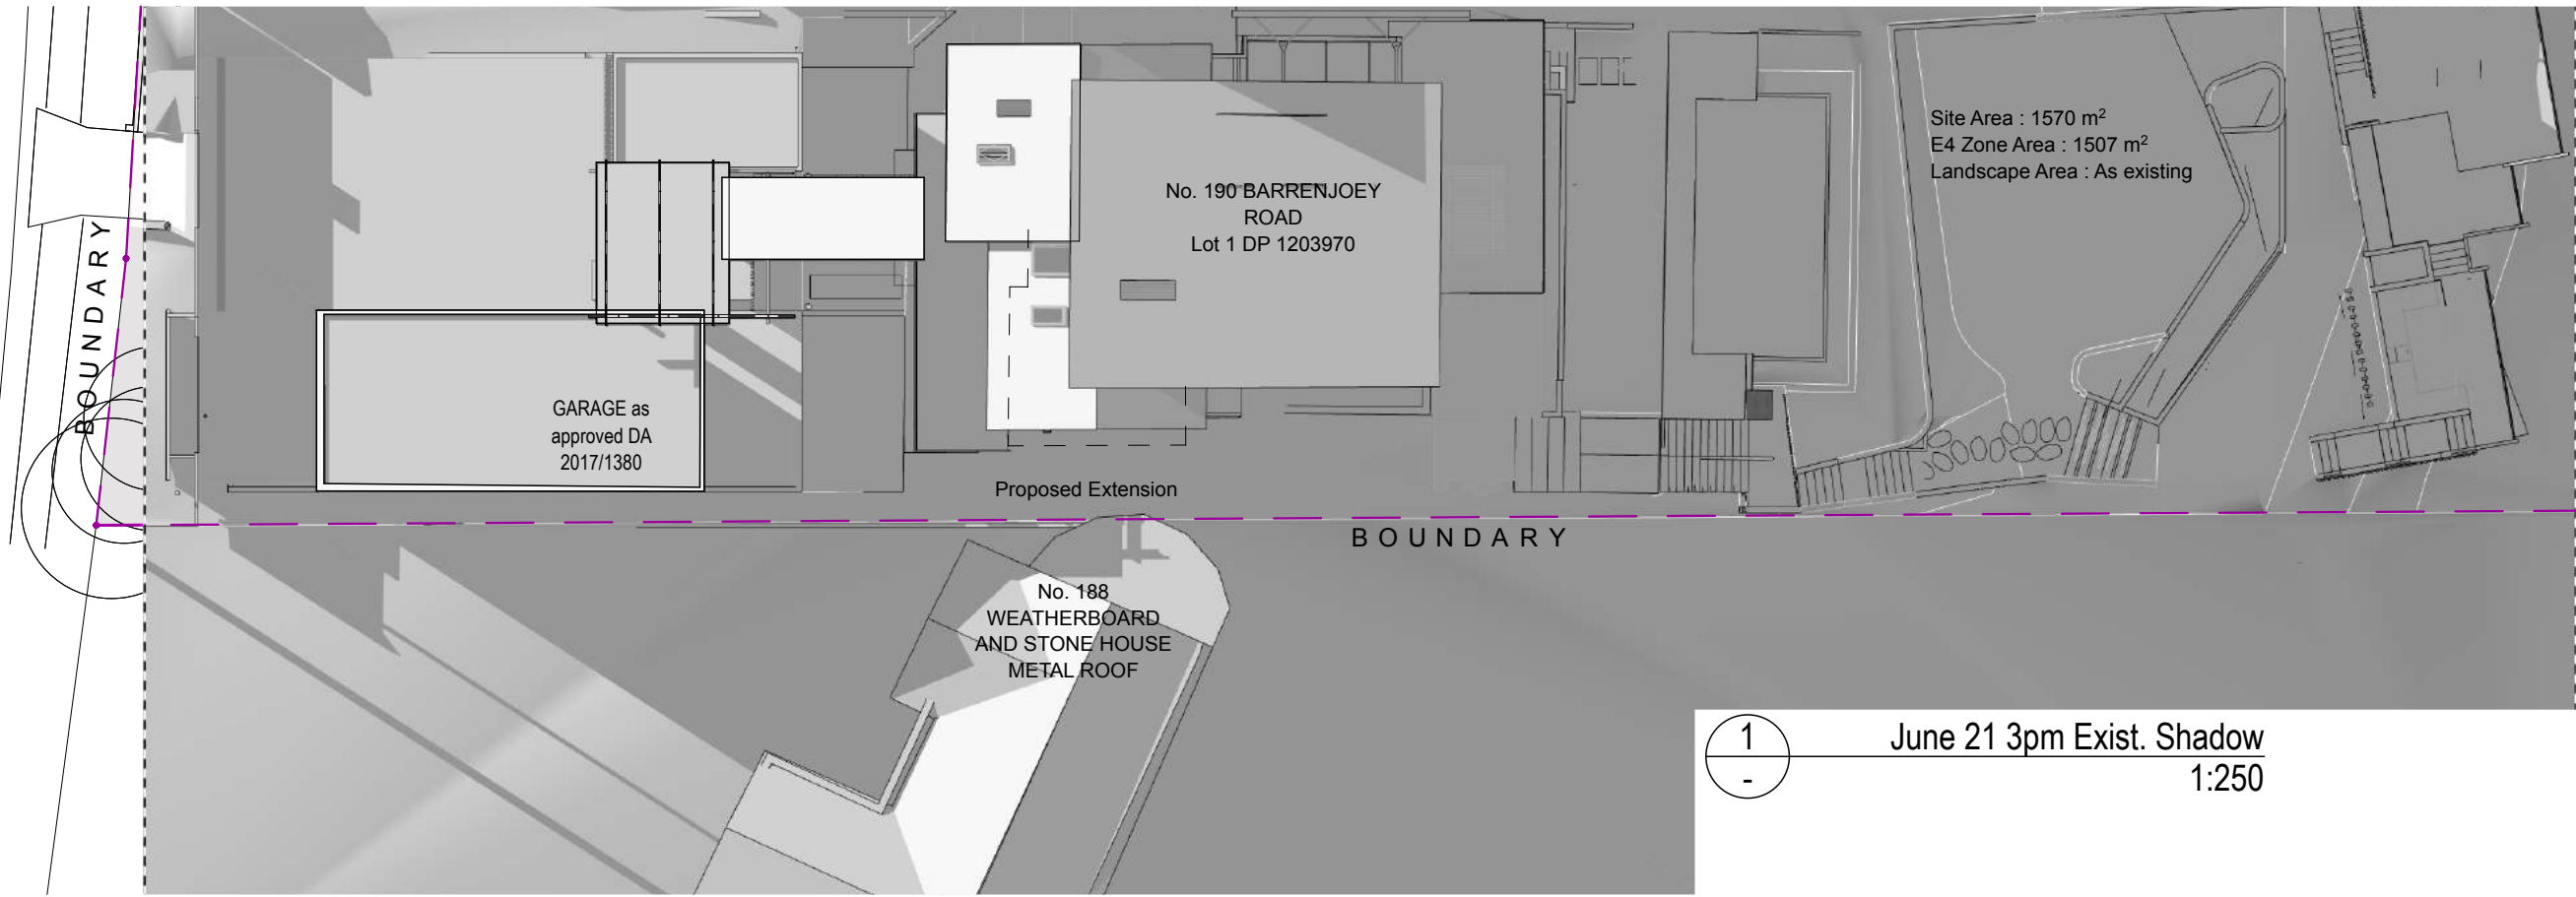 Site Area : 1570 m²
E4 Zone Area : 1507 m²
Landscape Area : As existing
No. 190 BARRENJOEY
ROAD
Lot 1 DP 1203970
BOUNDARY
GARAGE as
approved DA
2017/1380
Proposed Extension
BOUNDARY
No. 188
WEATHERBOARD
AND STONE HOUSE
METAL ROOF
1
-
June 21 3pm Exist. Shadow
1:250